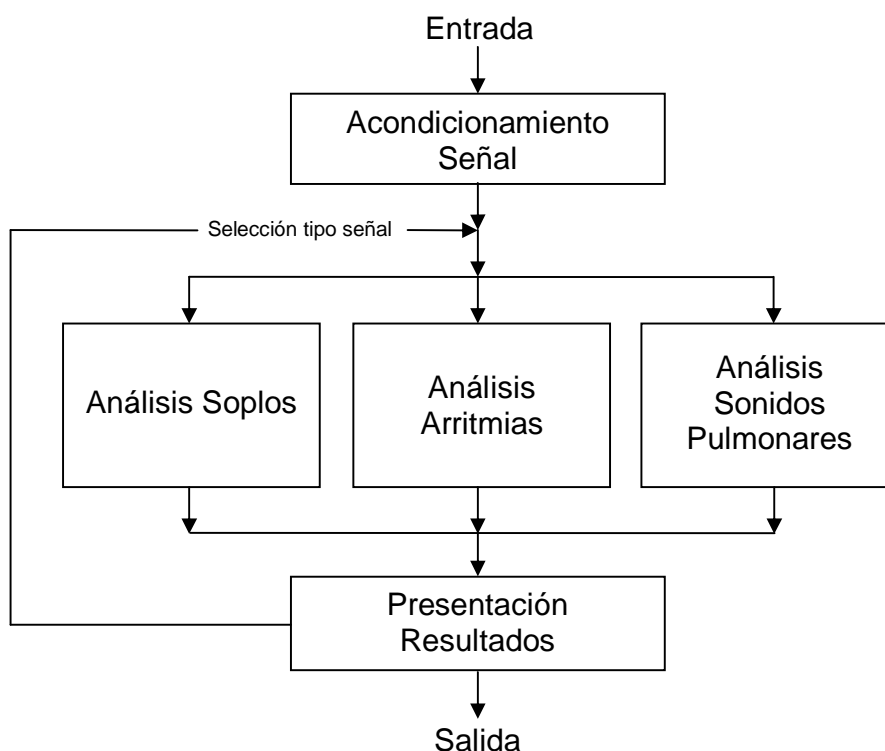 Entrada
Acondicionamiento
Señal
Selección tipo señal
Análisis Soplos
Análisis
Arritmias
Análisis
Sonidos
Pulmonares
Presentación
Resultados
Salida